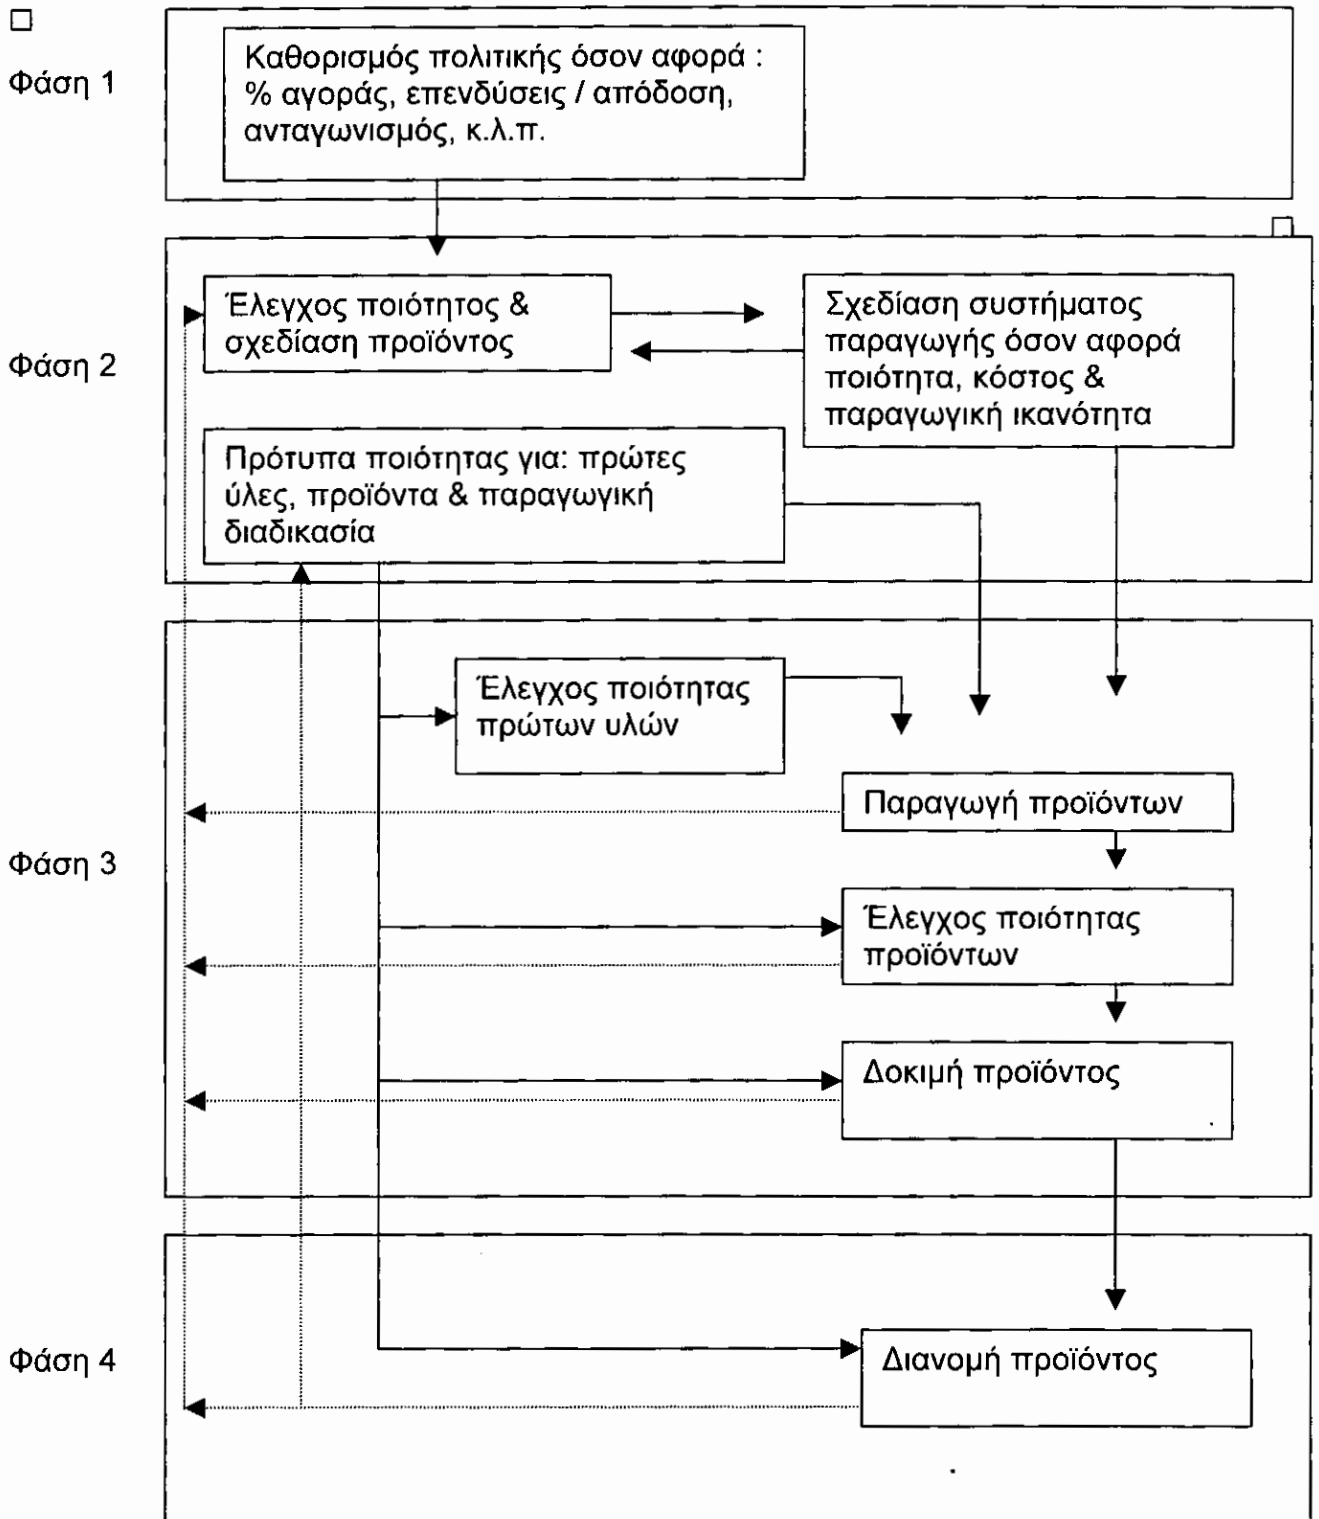 Φάση 1
Καθορισμός πολιτικής όσον αφορά :
% αγοράς, επενδύσεις / απόδοση,
ανταγωνισμός, κ.λ.π.
Φάση 2
Έλεγχος ποιότητος &
σχεδίαση προϊόντος
Σχεδίαση συστήματος
παραγωγής όσον αφορά
ποιότητα, κόστος &
παραγωγική ικανότητα
Πρότυπα ποιότητας για: πρώτες
ύλες, προϊόντα & παραγωγική
διαδικασία
Φάση 3
Έλεγχος ποιότητας
πρώτων υλών
Παραγωγή προϊόντων
Έλεγχος ποιότητας
προϊόντων
Δοκιμή προϊόντος
Φάση 4
Διανομή προϊόντος